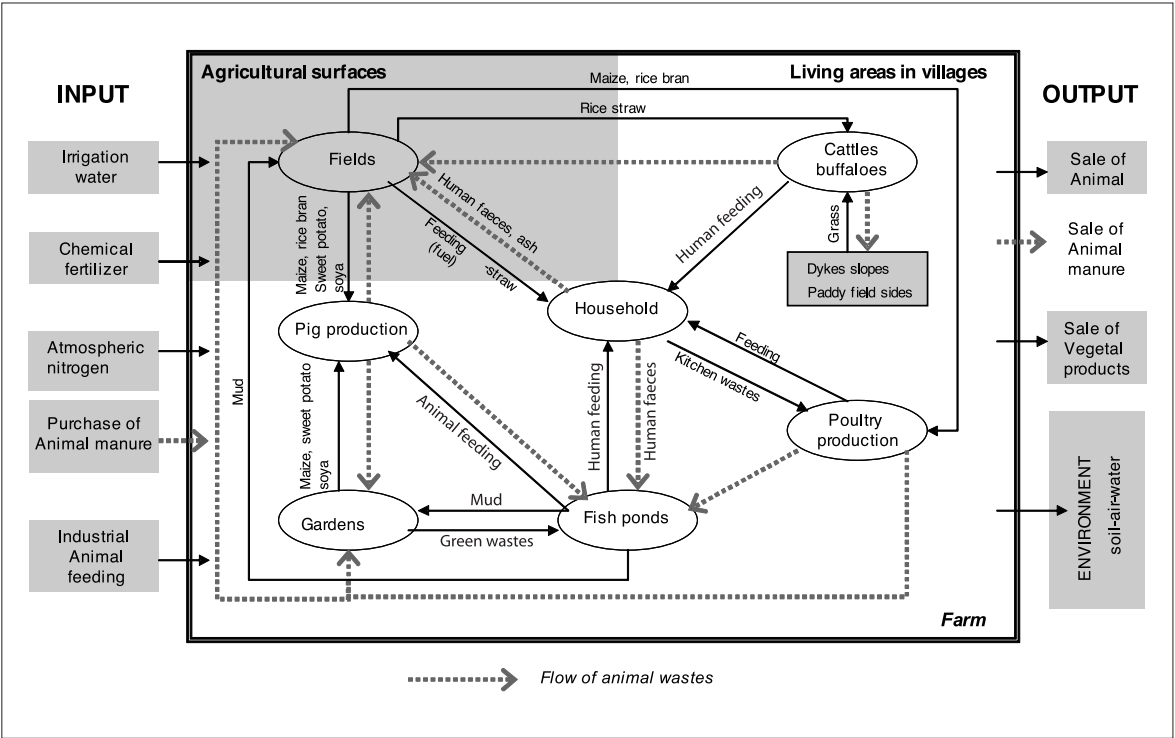 INPUT
Irrigation
water
Chemical
fertilizer
Atmospheric
nitrogen
Purchase of
Animal manure
Industrial
Animal
feeding
Agricultural surfaces
Living areas in villages
Maize, rice bran
Rice straw
Fields
Cattles
buffaloes
Human faeces, ash
Feeding
(fuel)
-straw
Human feeding
Grass
Dykes slopes
Paddy field sides
Maize, rice bran
Sweet potato,
soya
Household
Pig production
Mud
Feeding
Kitchen wastes
Maize, sweet potato
soya
Animal feeding
Human feeding
Human faeces
Poultry
production
Mud
Gardens
Fish ponds
Green wastes
Farm
OUTPUT
Sale of
Animal
Sale of
Animal
manure
Sale of
Vegetal
products
ENVIRONMENT
soil-air-water
Flow of animal wastes